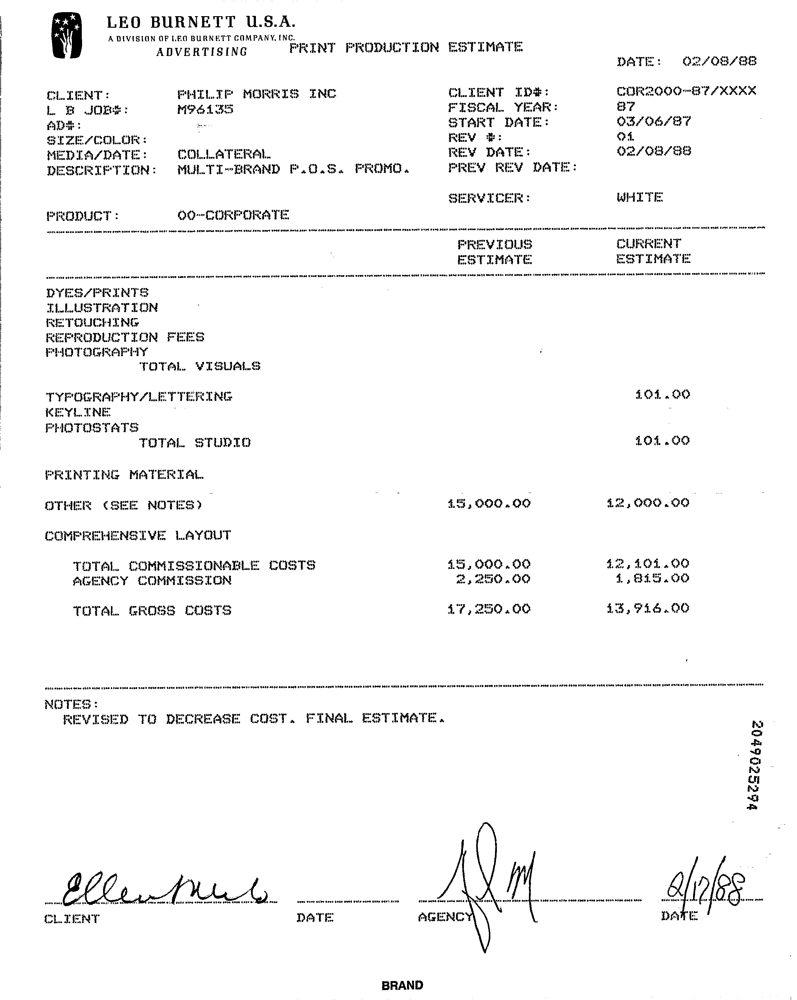 LEO BURNETT U.S.A.
A DIVISION OF LEO BURNETT COMPANY, INC.
ADVERTISING PRINT PRODUCTION ESTIMATE
DATE: 02/08/88
CLIENT: PHILIP MORRIS INC CLIENT ID#: COR2000-87/XXXX
L B JOB#: M96135 FISCAL YEAR: 87
AD#: START DATE: 03/06/87
SIZE/COLOR: REV #: 01
MEDIA/DATE: COLLATERAL REV DATE: 02/08/88
DESCRIPTION: MULTI-BRAND P.O.S. PROMO. PREV REV DATE:
SERVICER: WHITE
PRODUCT: 00-CORPORATE
PREVIOUS CURRENT
ESTIMATE ESTIMATE
DYES/PRINTS
ILLUSTRATION
RETOUCHING
REPRODUCTION FEES
PHOTOGRAPHY
TOTAL VISUALS
TYPOGRAPHY/LETTERING 101.00
KEYLINE
PHOTOSTATS
TOTAL STUDIO 101.00
PRINTING MATERIAL
OTHER (SEE NOTES) 15,000.00 12,000.00
COMPREHENSIVE LAYOUT
TOTAL COMMISSIONABLE COSTS 15,000.00 12,101.00
AGENCY COMMISSION 2,250.00 1,815.00
TOTAL GROSS COSTS 17,250.00 13,916.00
NOTES:
REVISED TO DECREASE COST. FINAL ESTIMATE.
2049025294
Ellen 2/17/88
CLIENT DATE AGENCY DATE
BRAND